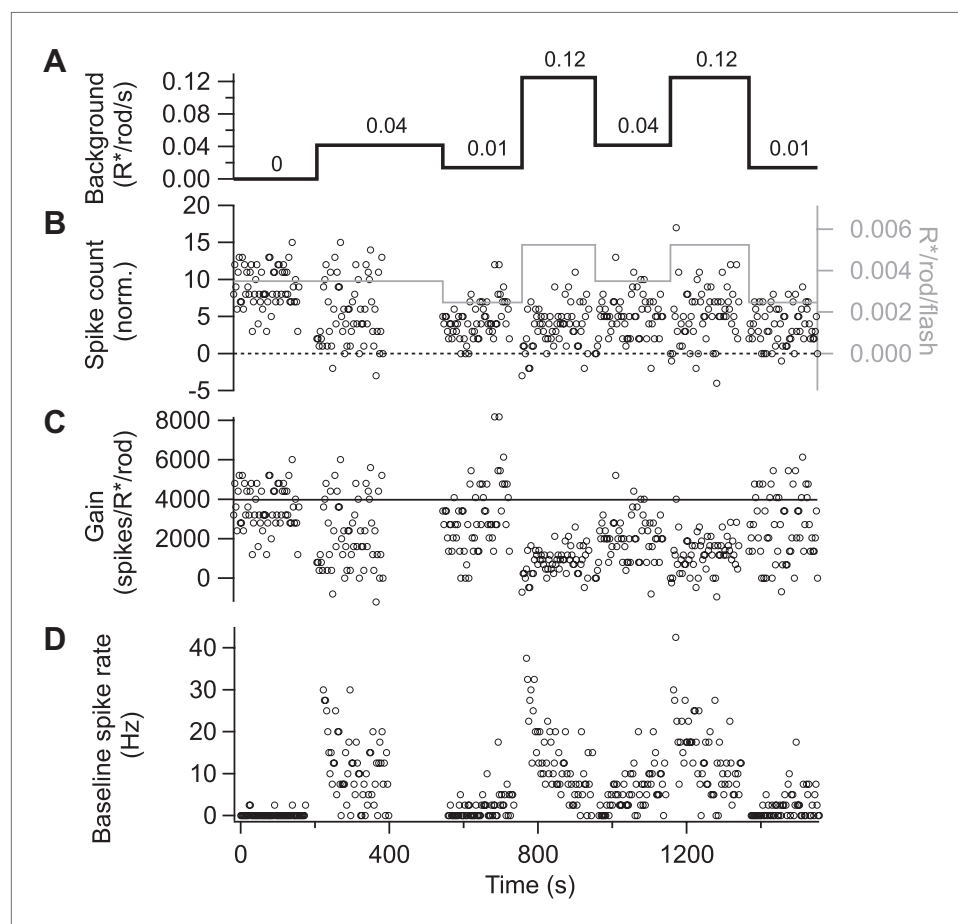 A
Background
(R*/rod/s)
0.12
0.08
0.04
0.00
0
0.04
0.01
0.12
0.04
0.12
0.01
B
Spike count
(norm.)
20
15
10
5
0
-5
0.006
0.004
0.002
0.000
R*/rod/flash
C
Gain
(spikes/R*/rod)
8000
6000
4000
2000
0
D
Baseline spike rate
(Hz)
40
30
20
10
0
0
400
800
1200
Time (s)